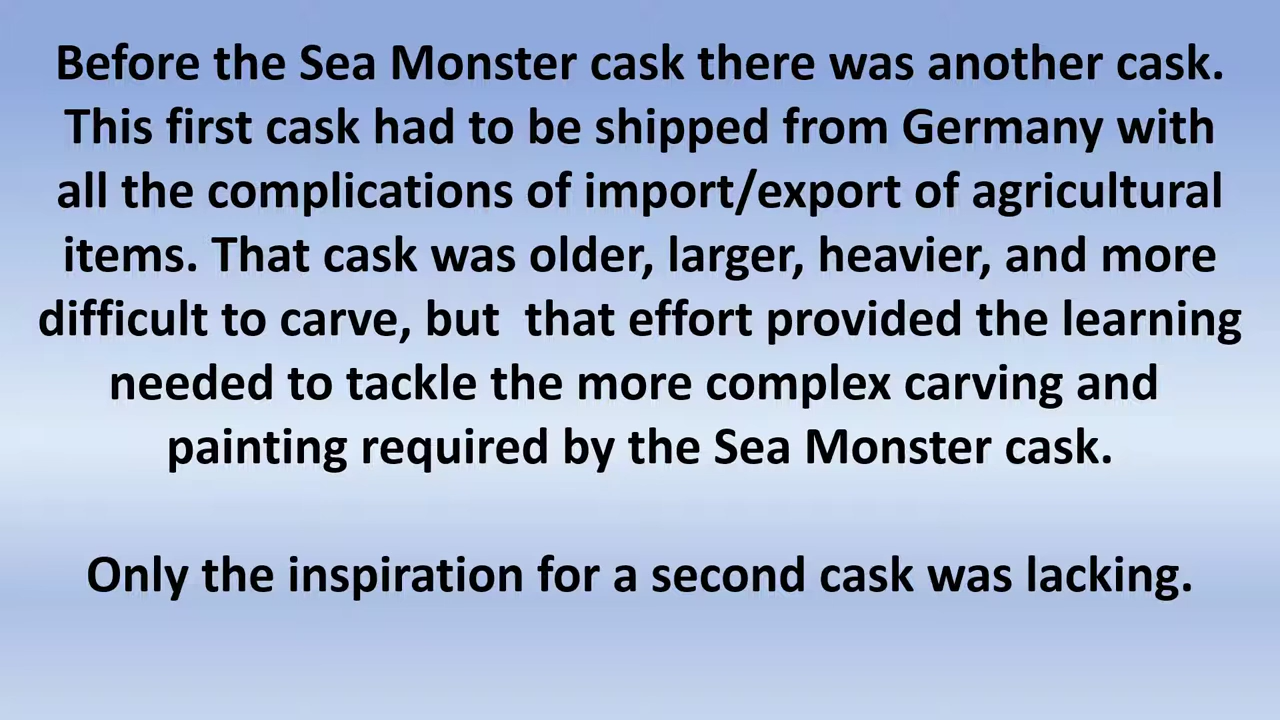 Before the Sea Monster cask there was another cask.
This first cask had to be shipped from Germany with
all the complications of import/export of agricultural
items. That cask was older, larger, heavier, and more
difficult to carve, but  that effort provided the learning
needed to tackle the more complex carving and
painting required by the Sea Monster cask.
Only the inspiration for a second cask was lacking.